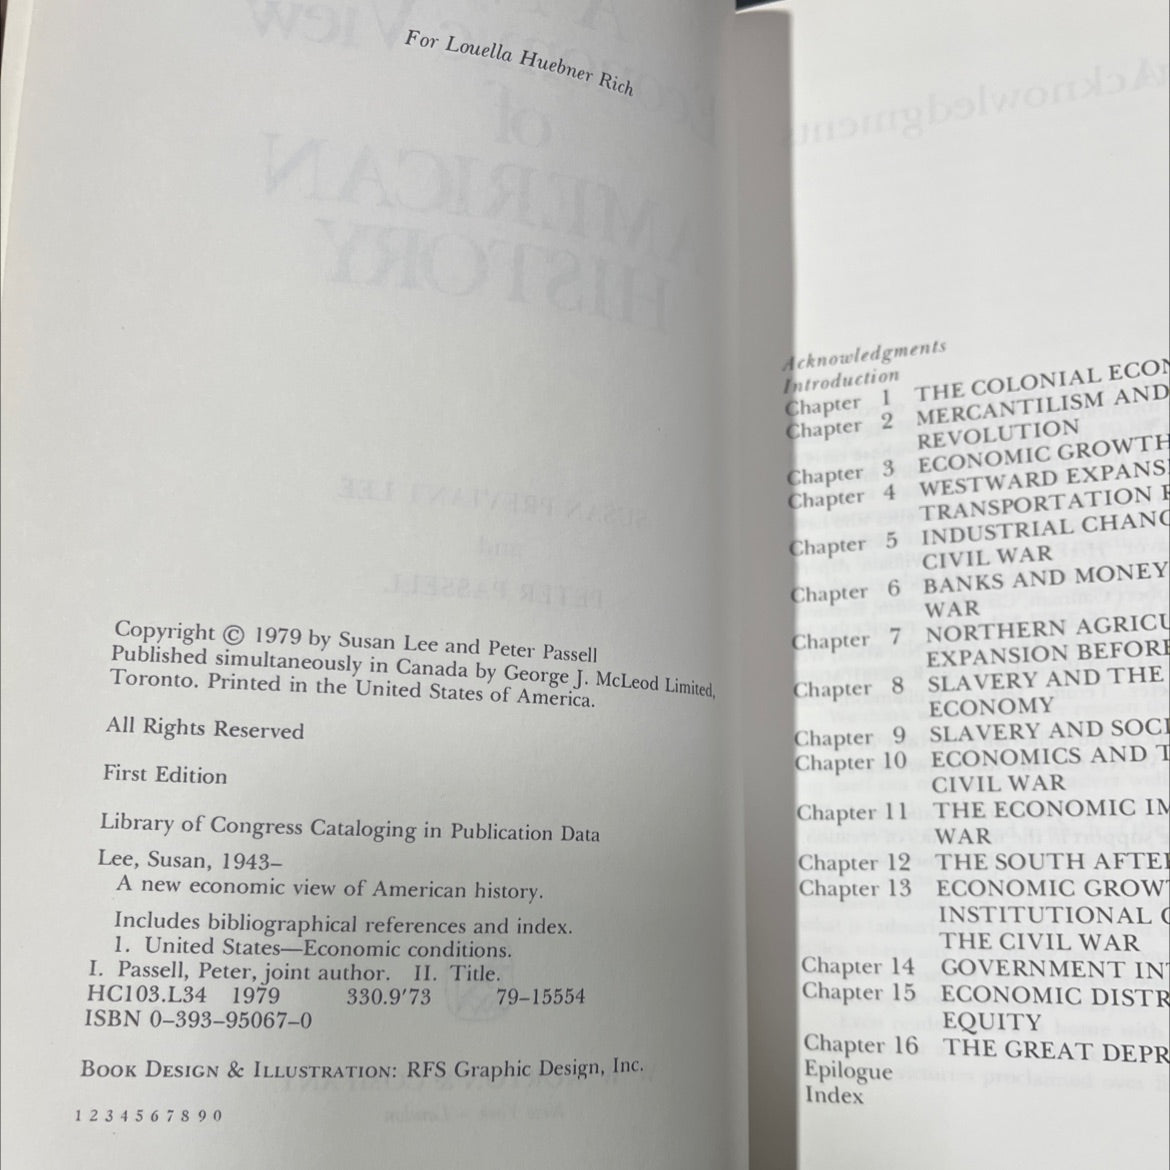 For Louella Huebner Rich
Copyright © 1979 by Susan Lee and Peter Passell
Published simultaneously in Canada by George J. McLeod Limited,
Toronto. Printed in the United States of America.
All Rights Reserved
First Edition
Library of Congress Cataloging in Publication Data
Lee, Susan, 1943–
A new economic view of American history.
Includes bibliographical references and index.
1. United States—Economic conditions.
I. Passell, Peter, joint author. II. Title.
HC103.L34 1979 330.9'73 79–15554
ISBN 0–393–95067–0
BOOK DESIGN & ILLUSTRATION: RFS Graphic Design, Inc.
1 2 3 4 5 6 7 8 9 0
Acknowledgments
Introduction
Chapter 1 THE COLONIAL ECON
Chapter 2 MERCANTILISM AND
REVOLUTION
Chapter 3 ECONOMIC GROWTH
Chapter 4 WESTWARD EXPANS
TRANSPORTATION
Chapter 5 INDUSTRIAL CHANG
CIVIL WAR
Chapter 6 BANKS AND MONEY
WAR
Chapter 7 NORTHERN AGRICU
EXPANSION BEFORE
Chapter 8 SLAVERY AND THE
ECONOMY
Chapter 9 SLAVERY AND SOCI
Chapter 10 ECONOMICS AND T
CIVIL WAR
Chapter 11 THE ECONOMIC IM
WAR
Chapter 12 THE SOUTH AFTE
Chapter 13 ECONOMIC GROWT
INSTITUTIONAL C
THE CIVIL WAR
Chapter 14 GOVERNMENT INT
Chapter 15 ECONOMIC DISTR
EQUITY
Chapter 16 THE GREAT DEPR
Epilogue
Index